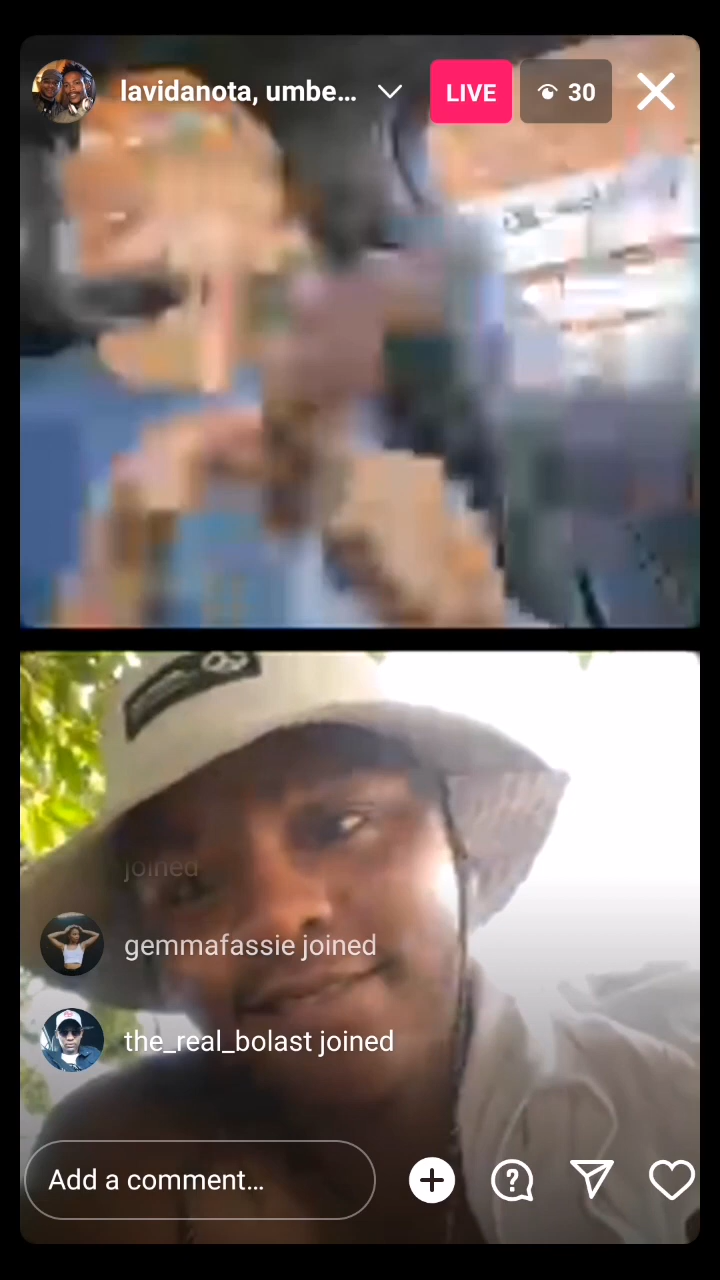 lavidanota, umbe...
LIVE
30
joined
gemmafassie joined
the_real_bolast joined
Add a comment...